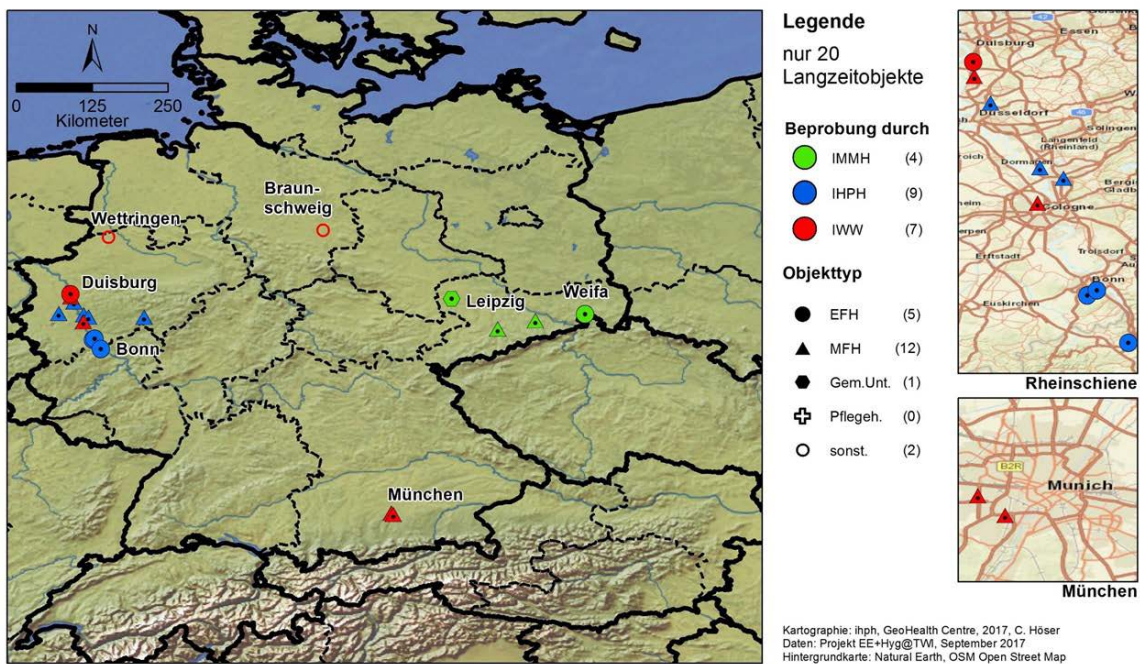 N
0 125 250
Kilometer
Wettringen
Braun-
schweig
Duisburg
Bonn
Leipzig
Weifa
München
Legende
nur 20
Langzeitobjekte
Beprobung durch
IMMH (4)
IHPH (9)
IWW (7)
Objekttyp
EFH (5)
MFH (12)
Gem.Unt. (1)
Pflegeh. (0)
sonst. (2)
42
Essen
Duisburg
Düsseldorf
46
Solingen
Langenfeld
(Rheinland)
Dormagen
Cologne
Troisdorf
Erftstadt
Bonn
Euskirchen
Rheinschiene
B2R
Munich
München
Kartographie: ihph, GeoHealth Centre, 2017, C. Höser
Daten: Projekt EE+Hyg@TWI, September 2017
Hintergrundkarte: Natural Earth, OSM Open Street Map